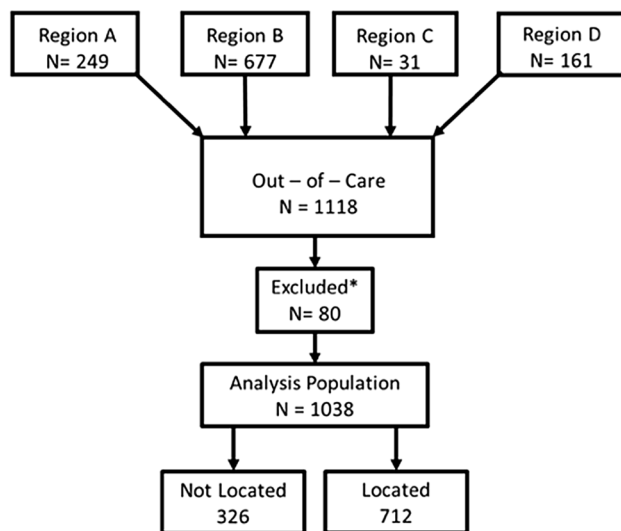 Region A
N= 249
Region B
N= 677
Region C
N= 31
Region D
N= 161
Out – of – Care
N = 1118
Excluded*
N= 80
Analysis Population
N = 1038
Not Located
326
Located
712